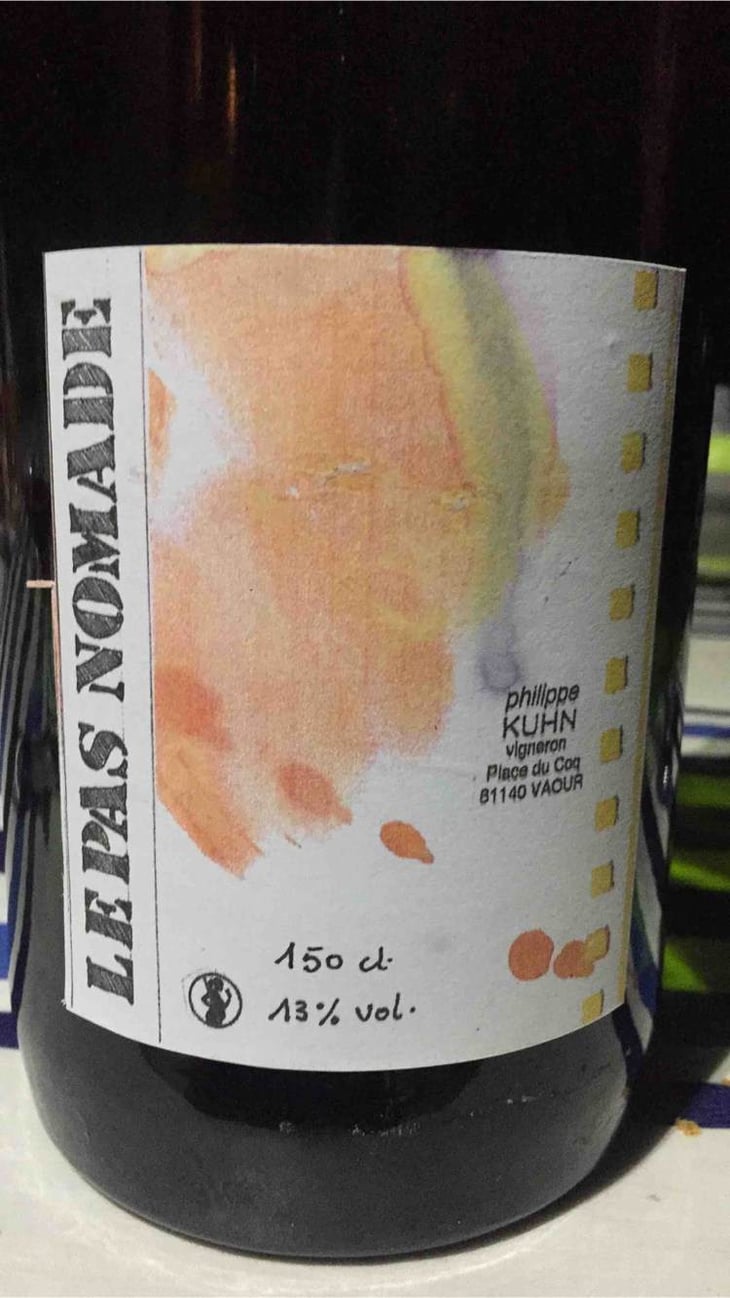 LE PAS NOMADE
philippe
KUHN
vigneron
Place du Coq
81140 VAOUR
150 cl.
13% vol.